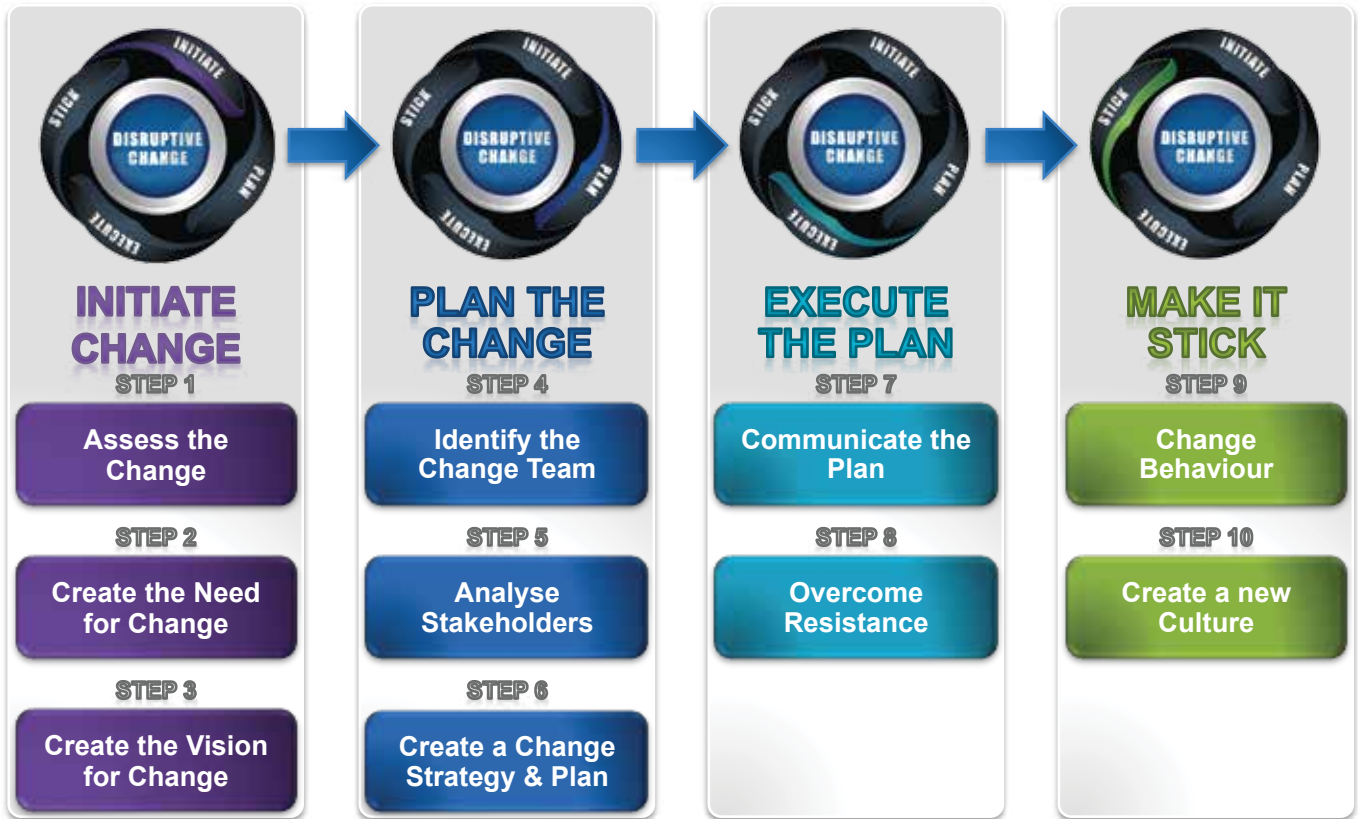 INITIATE
PLAN
EXECUTE
STICK
DISRUPTIVE
CHANGE
INITIATE
CHANGE
STEP 1
Assess the
Change
STEP 2
Create the Need
for Change
STEP 3
Create the Vision
for Change
INITIATE
PLAN
EXECUTE
STICK
DISRUPTIVE
CHANGE
PLAN THE
CHANGE
STEP 4
Identify the
Change Team
STEP 5
Analyse
Stakeholders
STEP 6
Create a Change
Strategy & Plan
INITIATE
PLAN
EXECUTE
STICK
DISRUPTIVE
CHANGE
EXECUTE
THE PLAN
STEP 7
Communicate the
Plan
STEP 8
Overcome
Resistance
INITIATE
PLAN
EXECUTE
STICK
DISRUPTIVE
CHANGE
MAKE IT
STICK
STEP 9
Change
Behaviour
STEP 10
Create a new
Culture